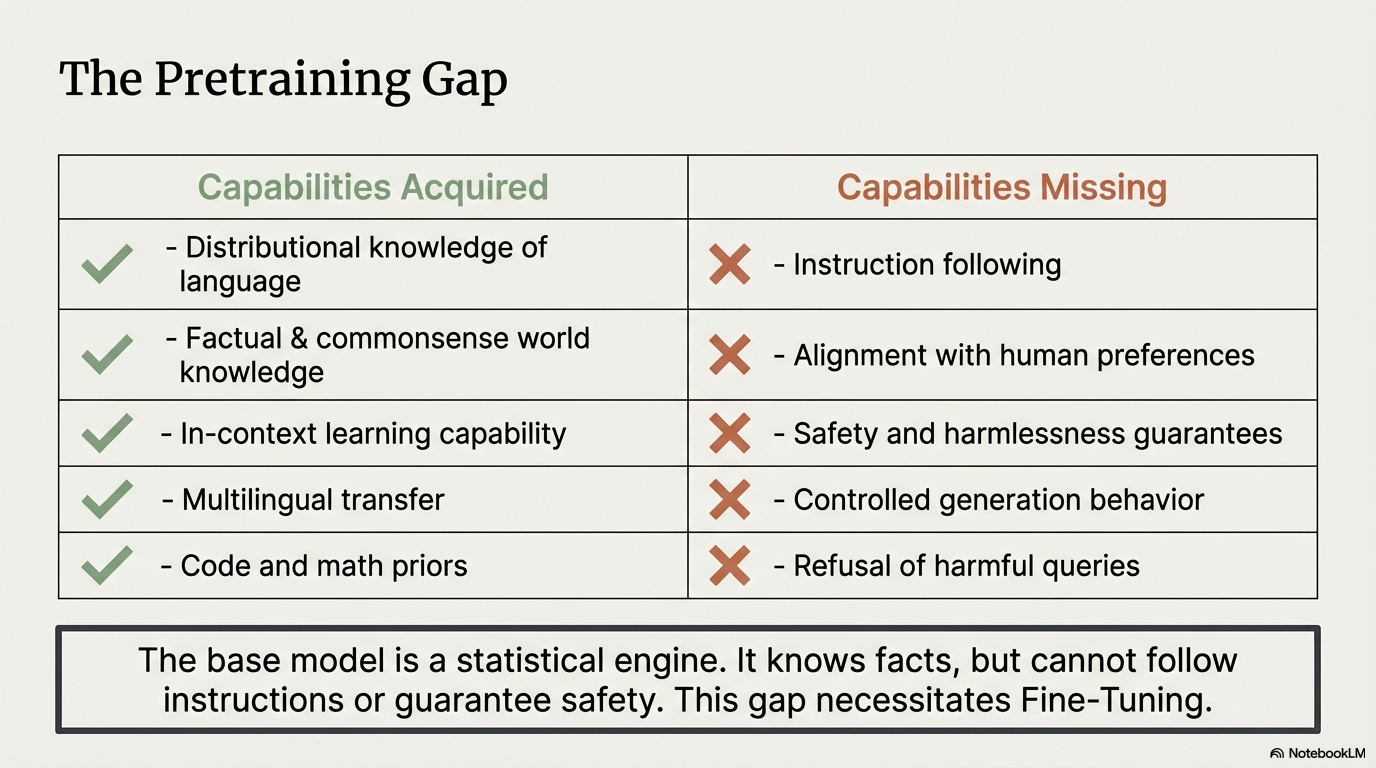 The Pretraining Gap
Capabilities Acquired
Capabilities Missing
- Distributional knowledge of
language
- Instruction following
- Factual & commonsense world
knowledge
- Alignment with human preferences
- In-context learning capability
- Safety and harmlessness guarantees
- Multilingual transfer
- Controlled generation behavior
- Code and math priors
- Refusal of harmful queries
The base model is a statistical engine. It knows facts, but cannot follow
instructions or guarantee safety. This gap necessitates Fine-Tuning.
NotebookLM